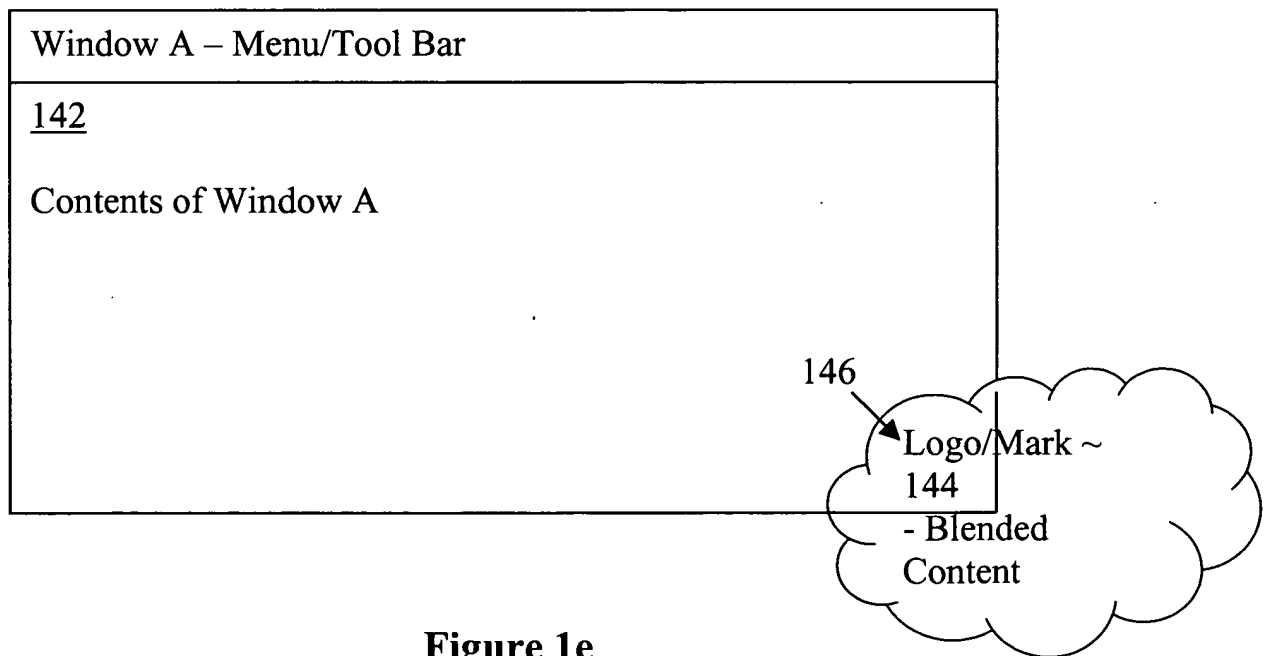 Window A – Menu/Tool Bar
142
Contents of Window A
146
Logo/Mark ~
144
- Blended
Content
Figure 1e